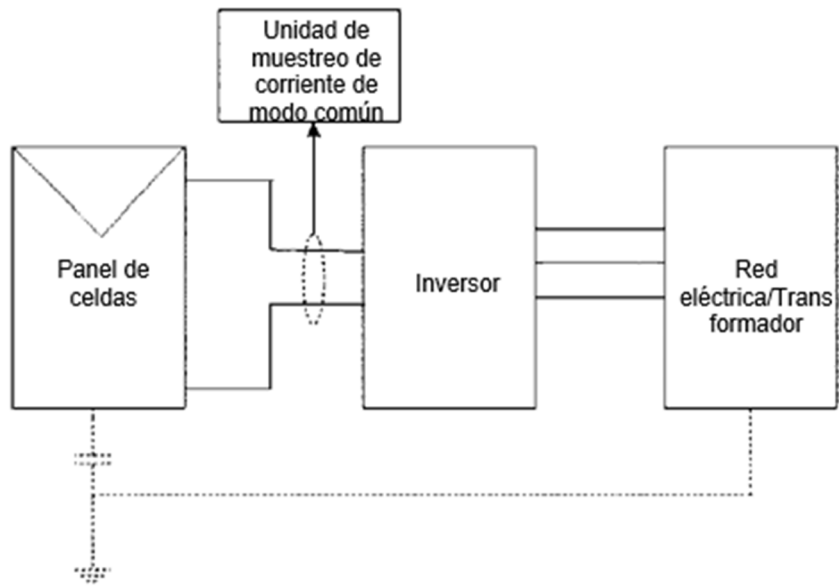 Unidad de
muestreo de
corriente de
modo común
Panel de
celdas
Inversor
Red
eléctrica/Trans
formador